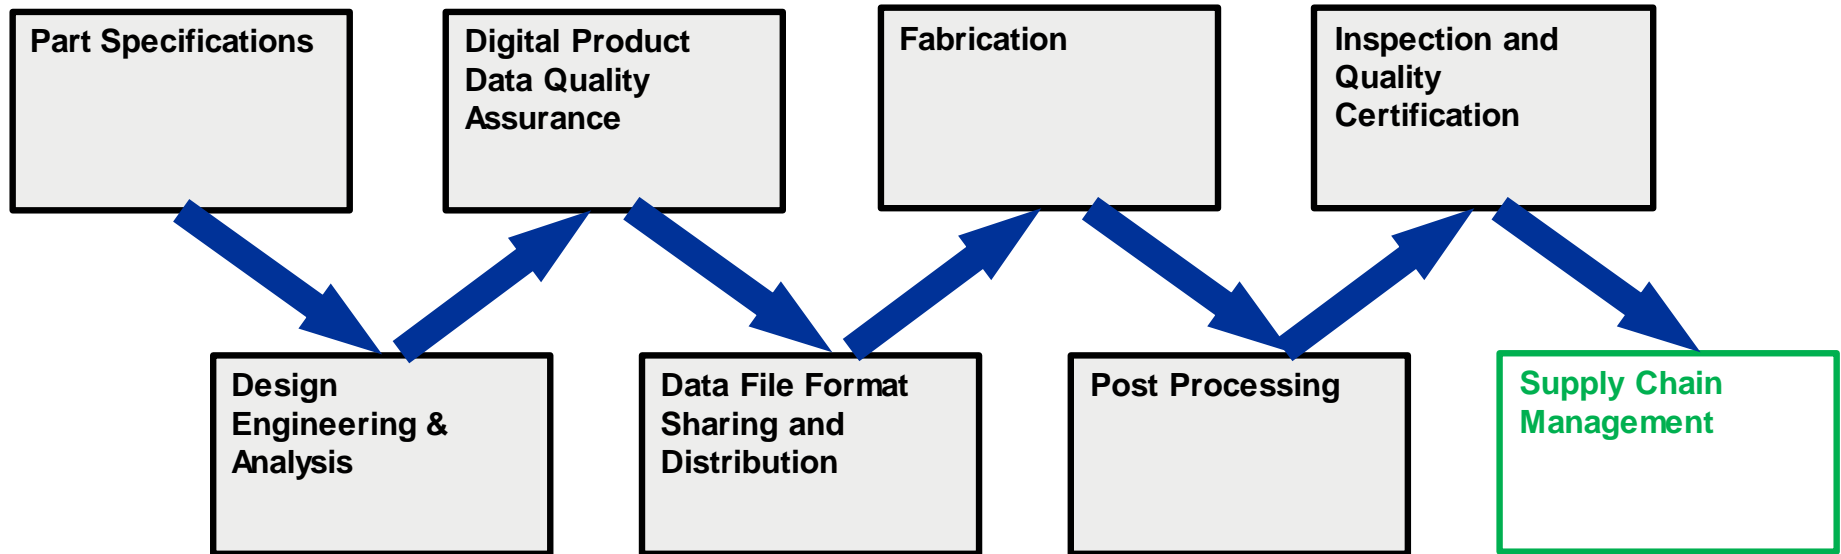 Part Specifications
Digital Product
Data Quality
Assurance
Fabrication
Inspection and
Quality
Certification
Design
Engineering &
Analysis
Data File Format
Sharing and
Distribution
Post Processing
Supply Chain
Management